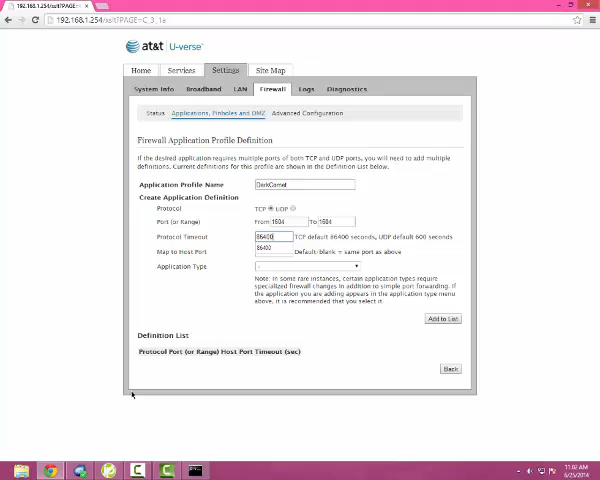 192.168.1.254/xslt?PAGE=C_3_1a
192.168.1.254/xslt?PAGE=C_3_1a
at&t U-verse
Home Services Settings Site Map
System Info Broadband LAN Firewall Logs Diagnostics
Status Applications, Pinholes and DMZ Advanced Configuration
Firewall Application Profile Definition
If the desired application requires multiple ports of both TCP and UDP ports, you will need to add multiple
definitions. Current definitions for this profile are shown in the Definition List below.
Application Profile Name DarkComet
Create Application Definition
Protocol TCP UDP
Port (or Range) From 1604 To 1604
Protocol Timeout 86400 TCP default 86400 seconds, UDP default 600 seconds
86400
Map to Host Port Default/blank = same port as above
Application Type -
Note: In some rare instances, certain application types require
specialized firewall changes in addition to simple port forwarding. If
the application you are adding appears in the application type menu
above, it is recommended that you select it.
Add to List
Definition List
Protocol Port (or Range) Host Port Timeout (sec)
Back
11:02 AM
6/25/2014